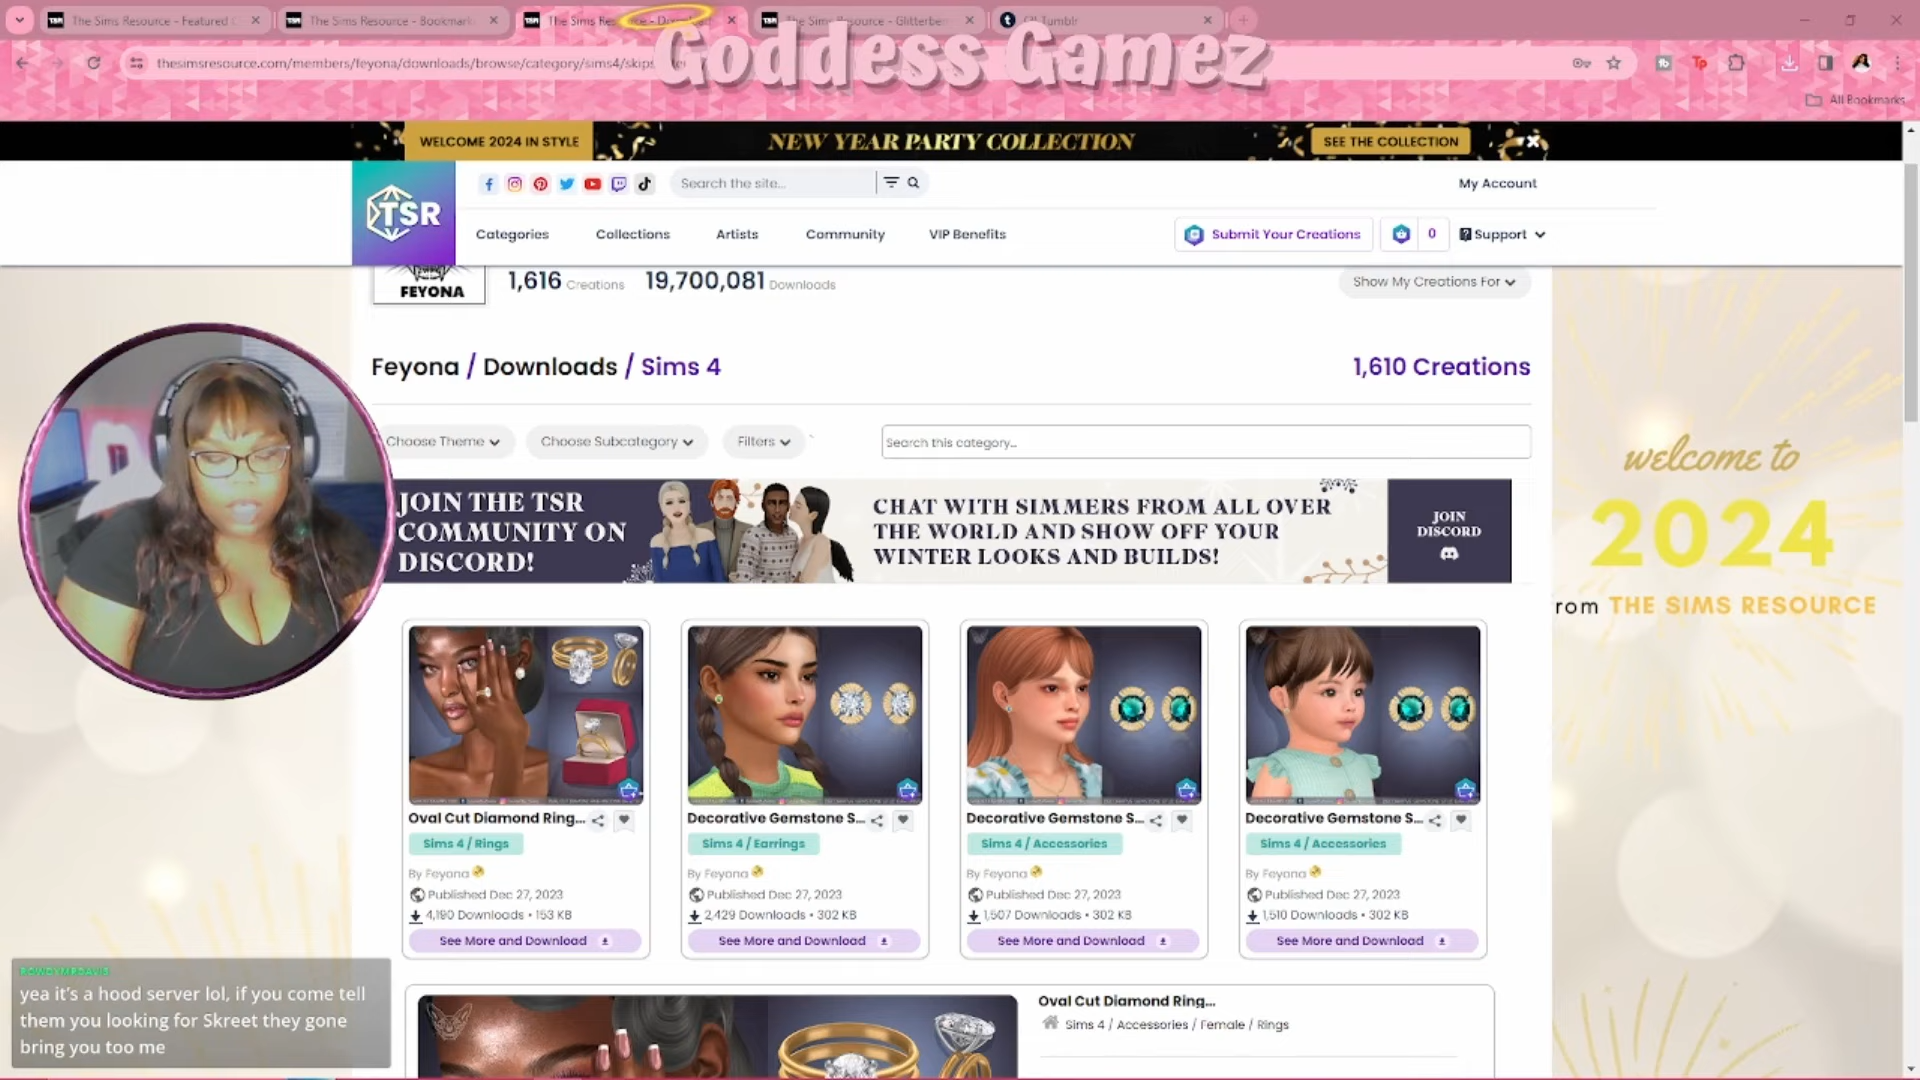 The Sims Resource - Featured C
The Sims Resource - Bookmark
The Sims Res
ce - Downl
The Sims Resource - Glitterbe
Tumblr
Goddess Gamez
thesimsresource.com/members/feyona/downloads/browse/category/sims4/skips
All Bookmarks
WELCOME 2024 IN STYLE
NEW YEAR PARTY COLLECTION
SEE THE COLLECTION
TSR
Search the site...
My Account
Categories
Collections
Artists
Community
VIP Benefits
Submit Your Creations
0
Support
FEYONA
1,616 Creations
19,700,081 Downloads
Show My Creations For
Feyona / Downloads / Sims 4
1,610 Creations
Choose Theme
Choose Subcategory
Filters
Search this category...
JOIN THE TSR
COMMUNITY ON
DISCORD!
CHAT WITH SIMMERS FROM ALL OVER
THE WORLD AND SHOW OFF YOUR
WINTER LOOKS AND BUILDS!
JOIN
DISCORD
welcome to
2024
rom THE SIMS RESOURCE
Oval Cut Diamond Ring...
Sims 4 / Rings
By Feyona
Published Dec 27, 2023
4,190 Downloads • 153 KB
See More and Download
Decorative Gemstone S...
Sims 4 / Earrings
By Feyona
Published Dec 27, 2023
2,429 Downloads • 302 KB
See More and Download
Decorative Gemstone S...
Sims 4 / Accessories
By Feyona
Published Dec 27, 2023
1,507 Downloads • 302 KB
See More and Download
Decorative Gemstone S...
Sims 4 / Accessories
By Feyona
Published Dec 27, 2023
1,510 Downloads • 302 KB
See More and Download
yea it's a hood server lol, if you come tell
them you looking for Skreet they gone
bring you too me
Oval Cut Diamond Ring...
Sims 4 / Accessories / Female / Rings